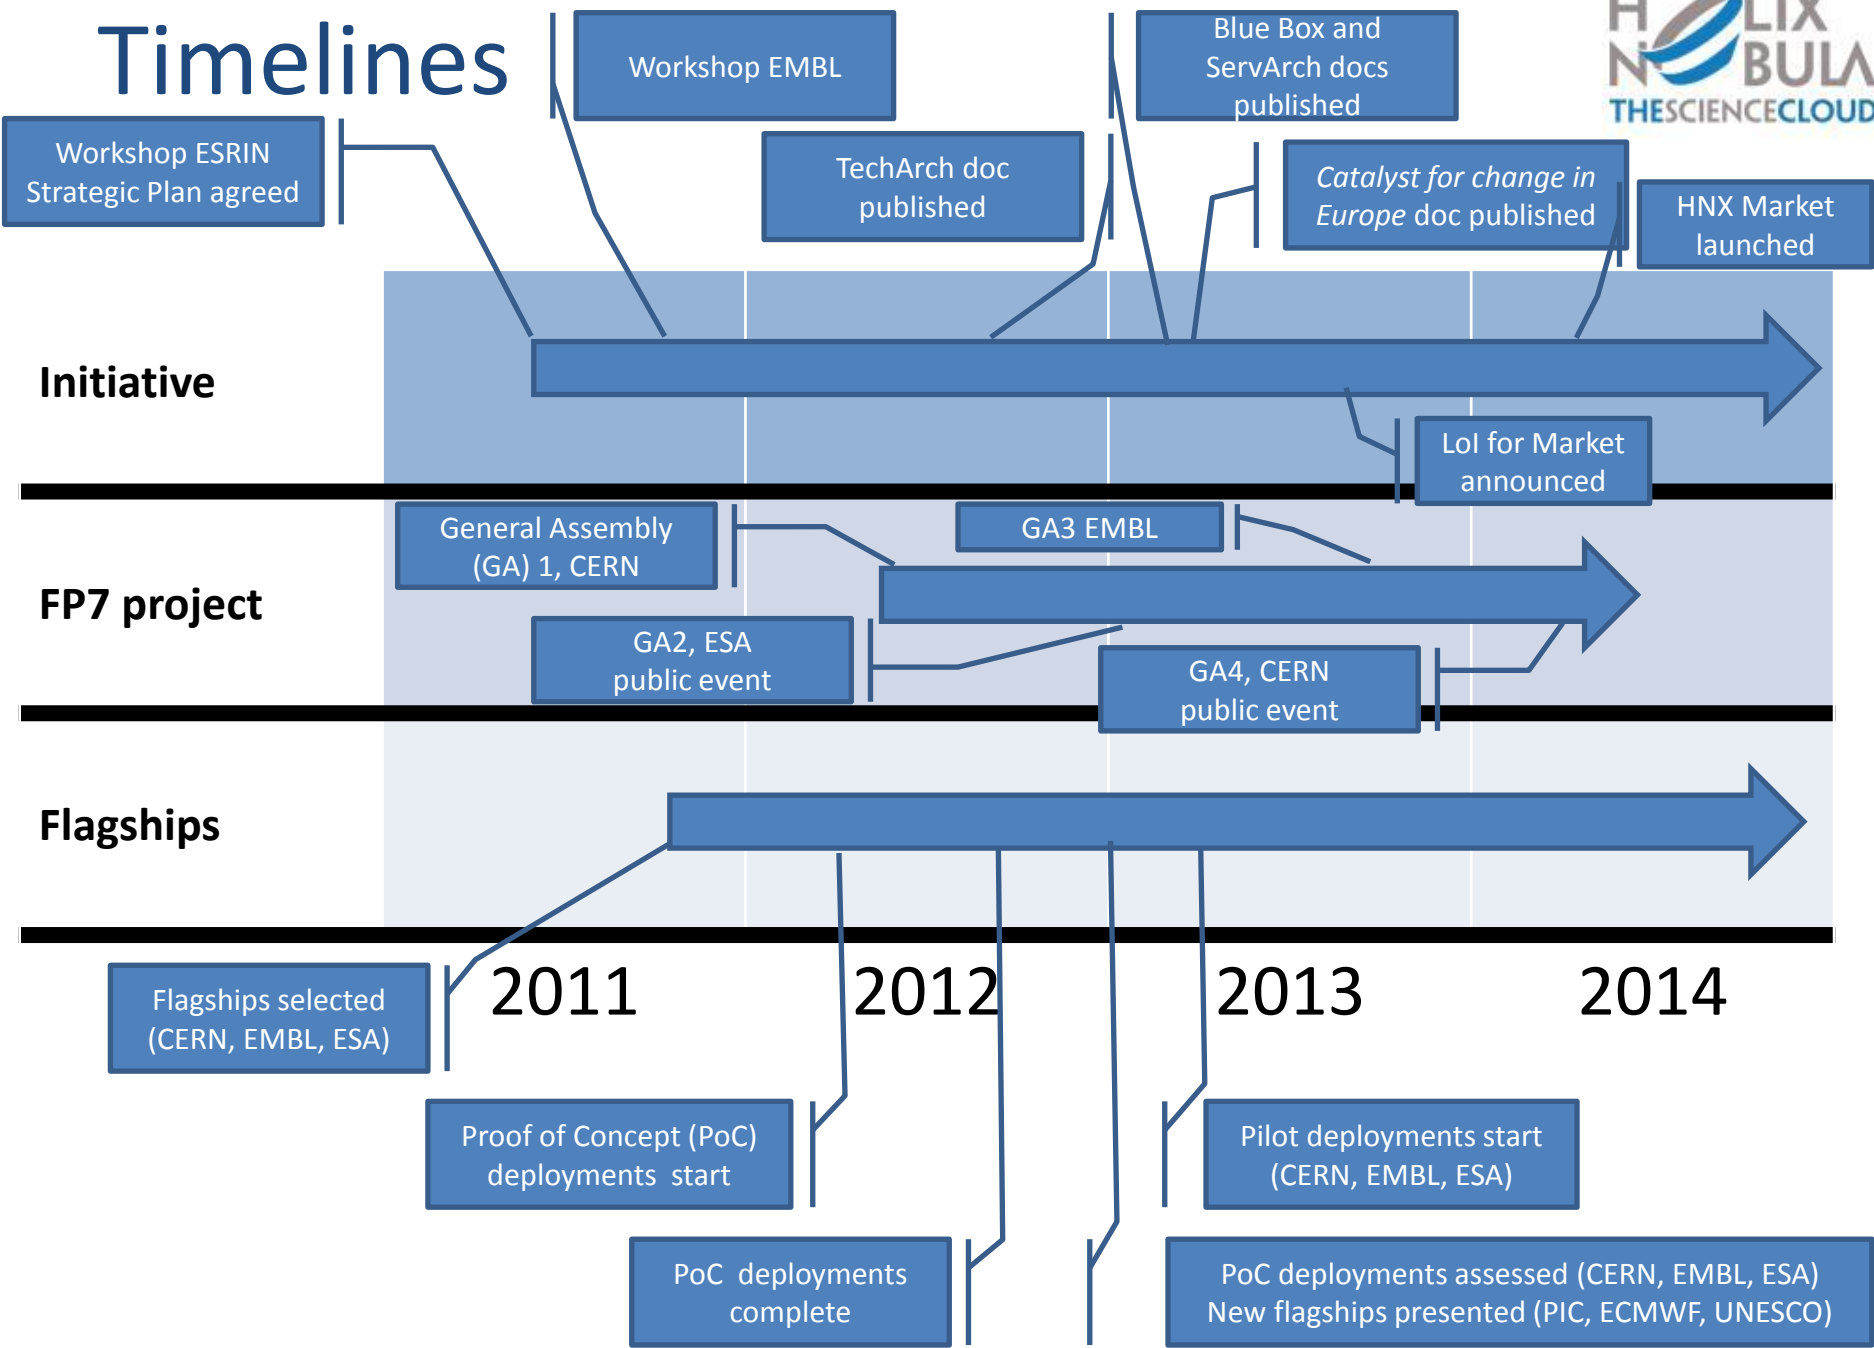 Timelines
Workshop EMBL
Blue Box and
ServArch docs
published
H LIX
N BULA
THESCIENCECLOUD
Workshop ESRIN
Strategic Plan agreed
TechArch doc
published
Catalyst for change in
Europe doc published
HNX Market
launched
Initiative
LoI for Market
announced
General Assembly
(GA) 1, CERN
GA3 EMBL
FP7 project
GA2, ESA
public event
GA4, CERN
public event
Flagships
2011
2012
2013
2014
Flagships selected
(CERN, EMBL, ESA)
Proof of Concept (PoC)
deployments start
Pilot deployments start
(CERN, EMBL, ESA)
PoC deployments
complete
PoC deployments assessed (CERN, EMBL, ESA)
New flagships presented (PIC, ECMWF, UNESCO)